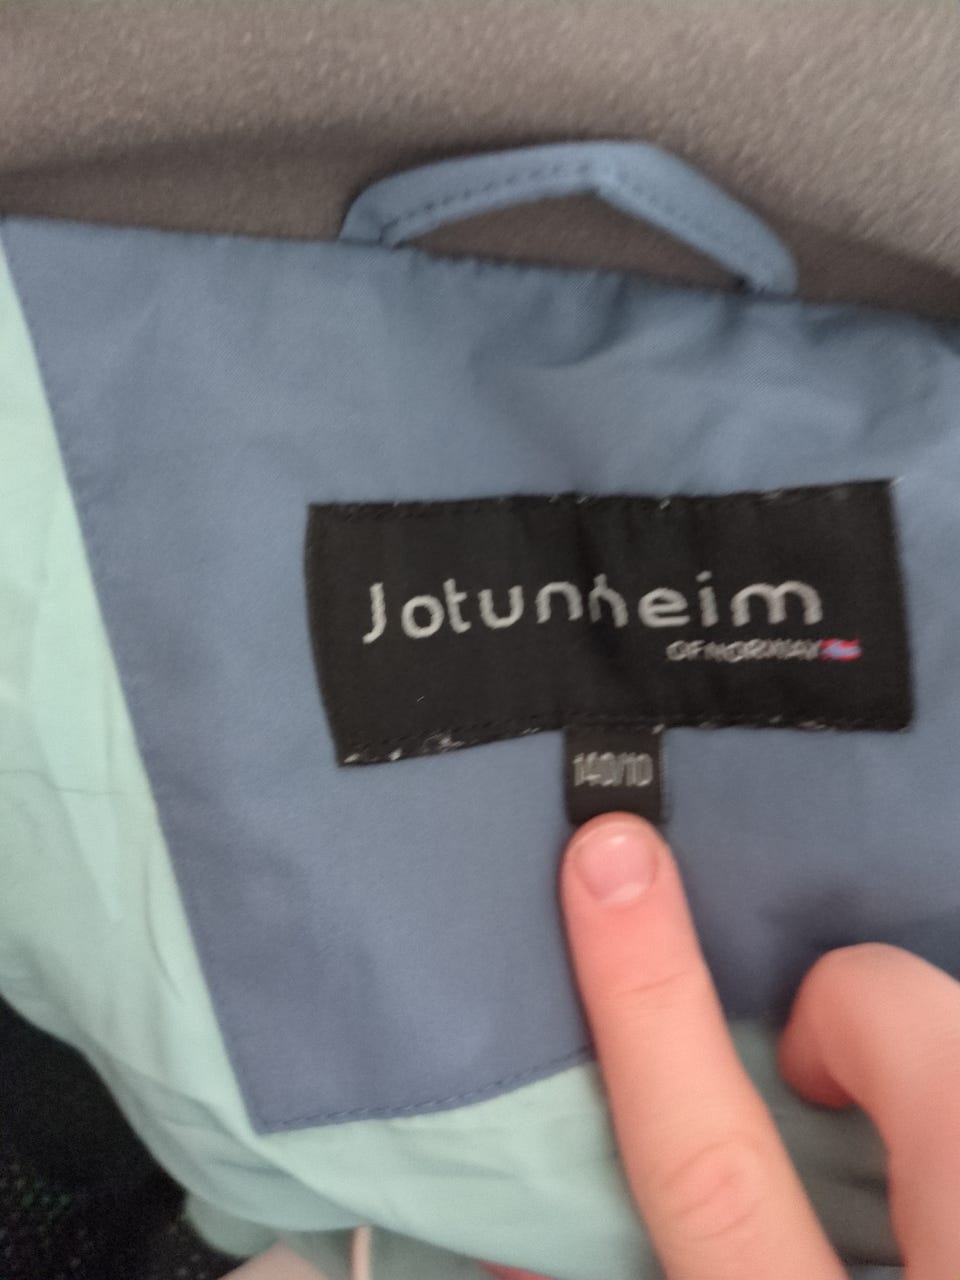 Jotunheim
OF NORWAY
140/10